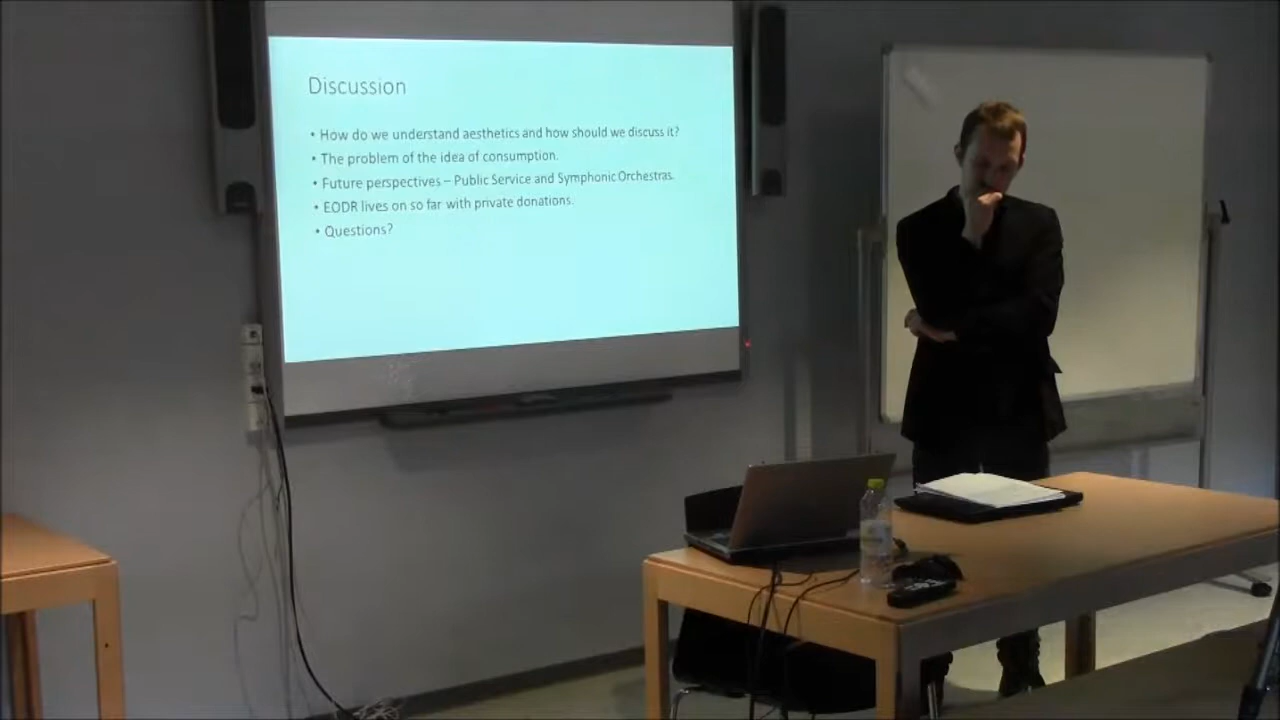 Discussion
• How do we understand aesthetics and how should we discuss it?
• The problem of the idea of consumption.
• Future perspectives – Public Service and Symphonic Orchestras.
• EODR lives on so far with private donations.
• Questions?